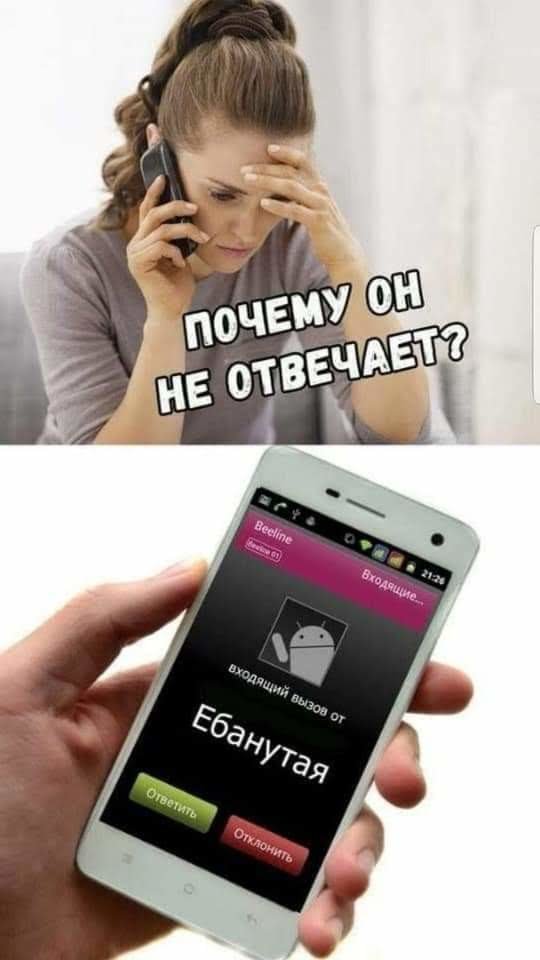 ПОЧЕМУ ОН
НЕ ОТВЕЧАЕТ?
21:26
Beeline
Входящие...
входящий вызов от
Ебанутая
Ответить
Отклонить